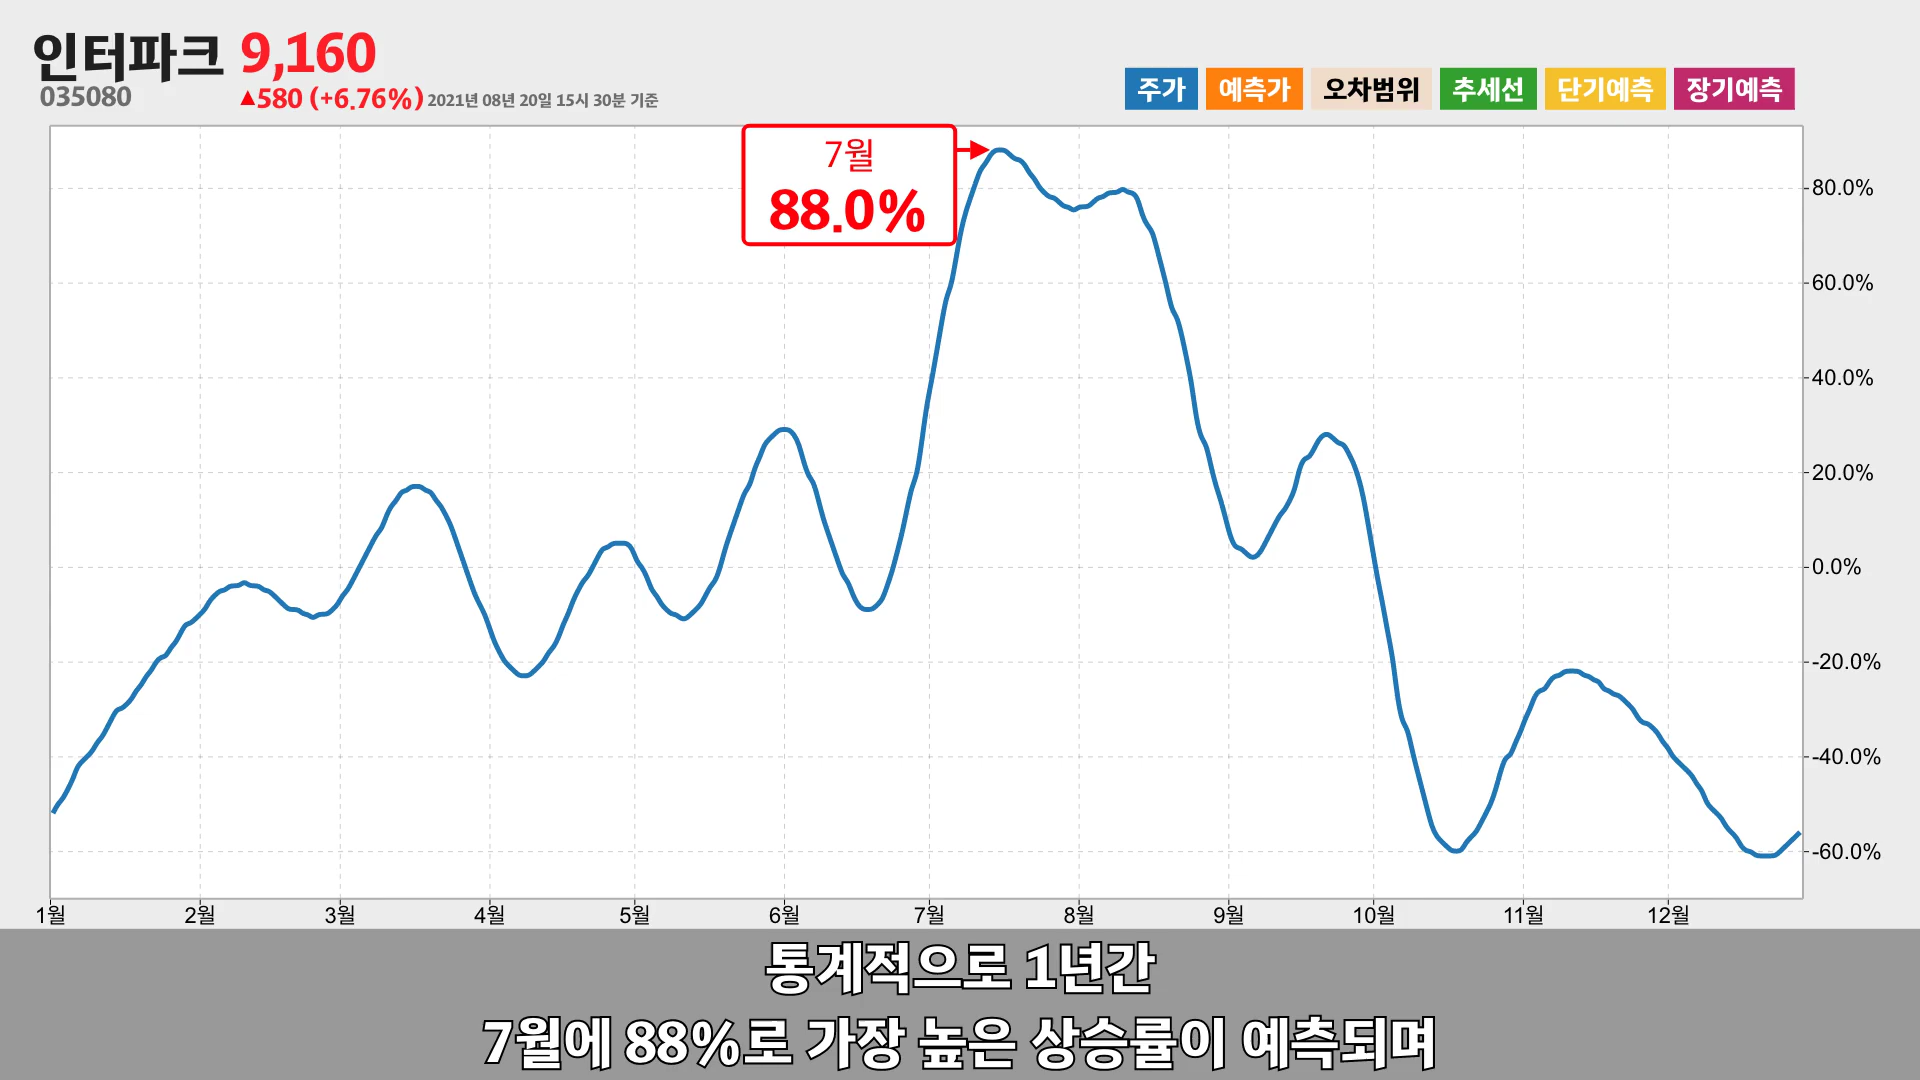 인터파크 9,160
035080
▲580 (+6.76%) 2021년 08년 20일 15시 30분 기준
주가 예측가 오차범위 추세선 단기예측 장기예측
7월
88.0%
80.0%
60.0%
40.0%
20.0%
0.0%
-20.0%
-40.0%
-60.0%
1월 2월 3월 4월 5월 6월 7월 8월 9월 10월 11월 12월
통계적으로 1년간
7월에 88%로 가장 높은 상승률이 예측되며